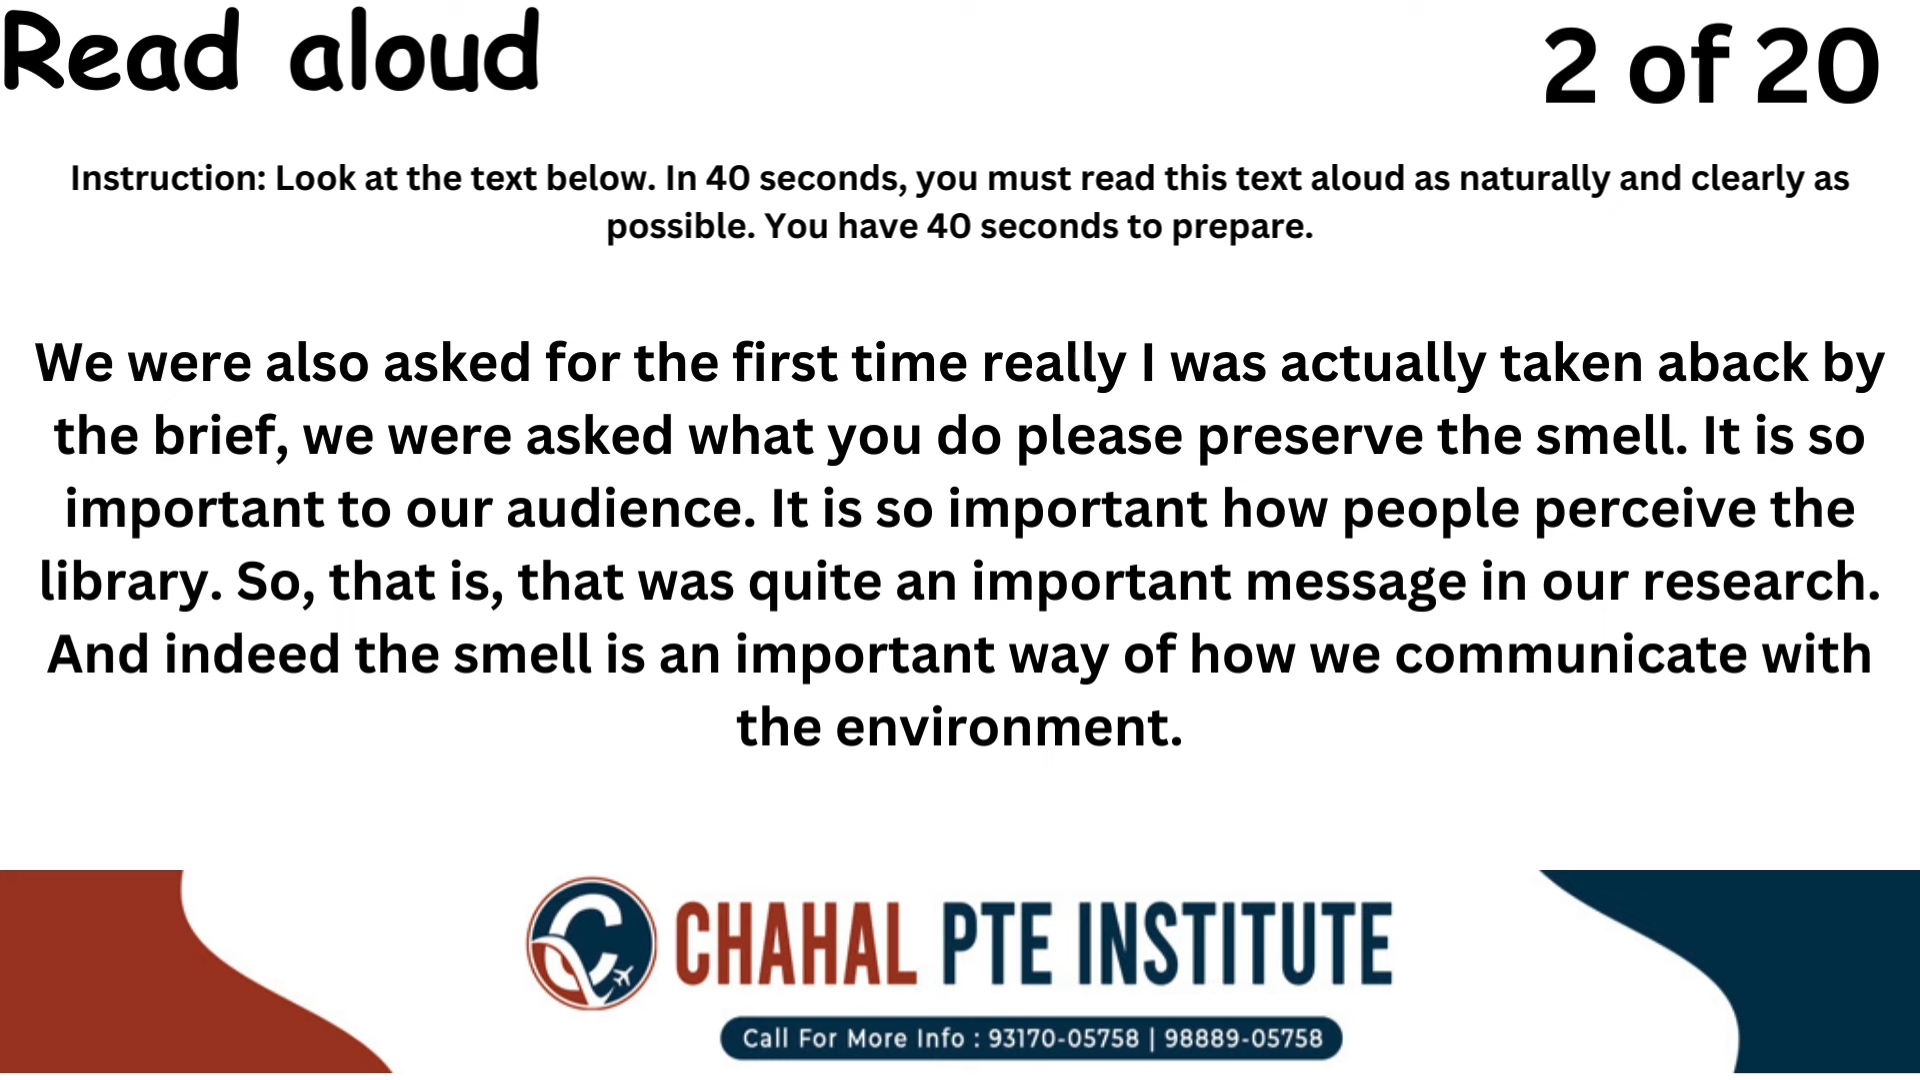 Read aloud
2 of 20
Instruction: Look at the text below. In 40 seconds, you must read this text aloud as naturally and clearly as
possible. You have 40 seconds to prepare.
We were also asked for the first time really I was actually taken aback by
the brief, we were asked what you do please preserve the smell. It is so
important to our audience. It is so important how people perceive the
library. So, that is, that was quite an important message in our research.
And indeed the smell is an important way of how we communicate with
the environment.
CHAHAL PTE INSTITUTE
Call For More Info : 93170-05758 | 98889-05758